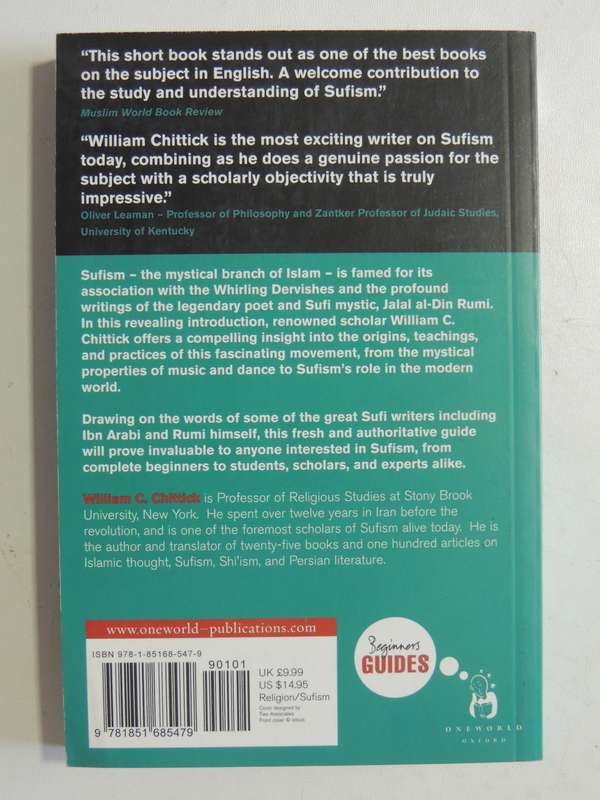 “This short book stands out as one of the best books
on the subject in English. A welcome contribution to
the study and understanding of Sufism.”
Muslim World Book Review
“William Chittick is the most exciting writer on Sufism
today, combining as he does a genuine passion for the
subject with a scholarly objectivity that is truly
impressive.”
Oliver Leaman – Professor of Philosophy and Zantker Professor of Judaic Studies,
University of Kentucky
Sufism – the mystical branch of Islam – is famed for its
association with the Whirling Dervishes and the profound
writings of the legendary poet and Sufi mystic, Jalal al-Din Rumi.
In this revealing introduction, renowned scholar William C.
Chittick offers a compelling insight into the origins, teachings,
and practices of this fascinating movement, from the mystical
properties of music and dance to Sufism's role in the modern
world.
Drawing on the words of some of the great Sufi writers including
Ibn Arabi and Rumi himself, this fresh and authoritative guide
will prove invaluable to anyone interested in Sufism, from
complete beginners to students, scholars, and experts alike.
William C. Chittick is Professor of Religious Studies at Stony Brook
University, New York. He spent over twelve years in Iran before the
revolution, and is one of the foremost scholars of Sufism alive today. He is
the author and translator of twenty-five books and one hundred articles on
Islamic thought, Sufism, Shi'ism, and Persian literature.
www.oneworld–publications.com
ISBN 978-1-85168-547-9
90101
9 781851 685479
UK £9.99
US $14.95
Religion/Sufism
Cover designed by
Two Associates
Front cover ©
Beginners
GUIDES
ONEWORLD
OXFORD